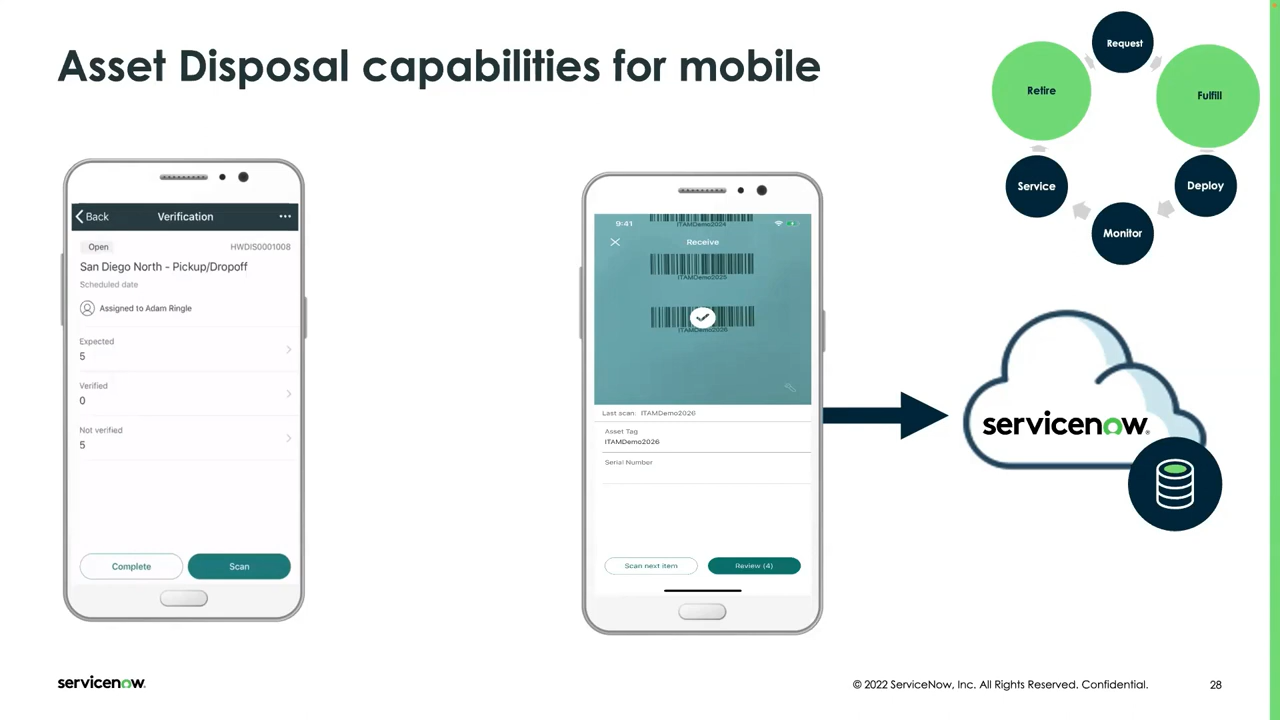 Asset Disposal capabilities for mobile
Request
Retire
Fulfill
Service
Deploy
Monitor
Back
Verification
Open
HWDIS0001008
San Diego North - Pickup/Dropoff
Scheduled date
Assigned to Adam Ringle
Expected
5
Verified
0
Not verified
5
Complete
Scan
ITAMDemo2024
9:41
Receive
ITAMDemo2025
ITAMDemo2026
Last scan: ITAMDemo2026
Asset Tag
ITAMDemo2026
Serial Number
Scan next item
Review (4)
servicenow®
servicenow.
© 2022 ServiceNow, Inc. All Rights Reserved. Confidential.
28